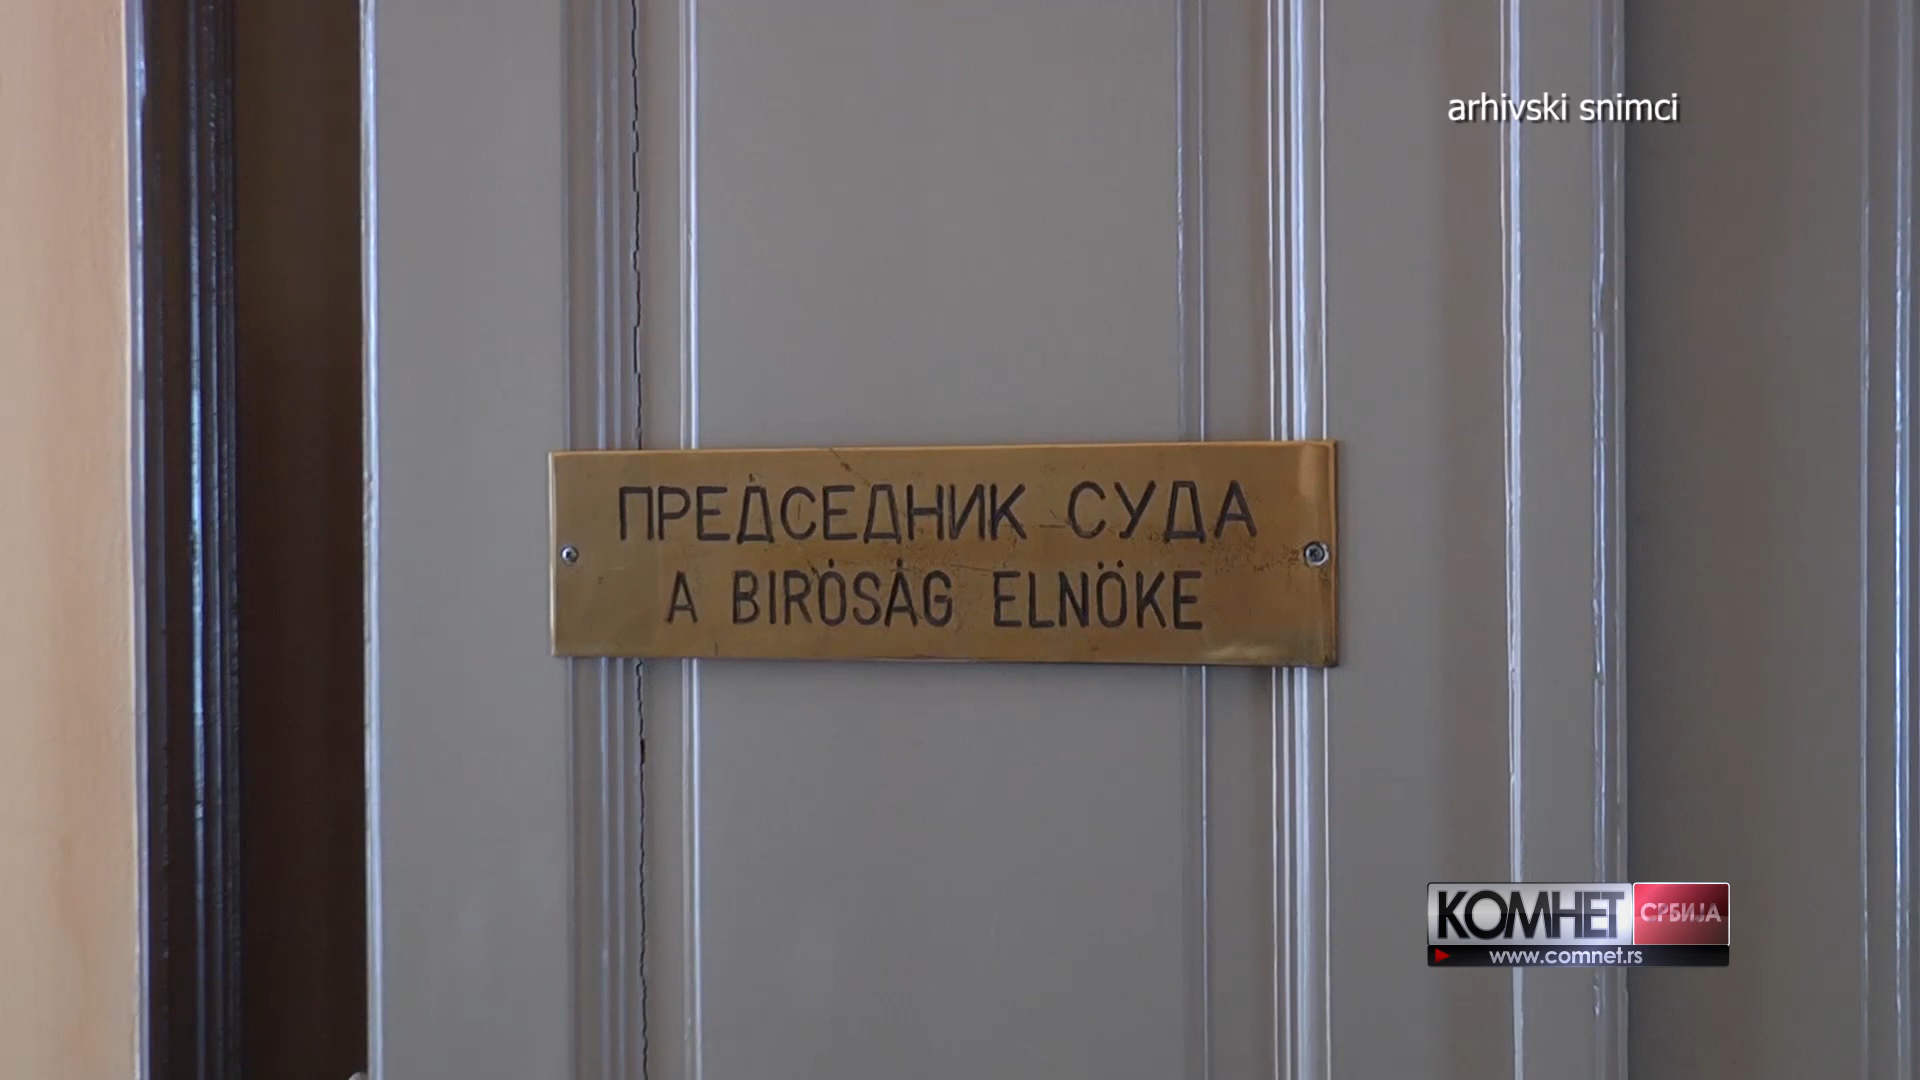 arhivski snimci
ПРЕДСЕДНИК СУДА
A BIRÓSÁG ELNÖKE
КОМНЕТ СРБИЈА
www.comnet.rs